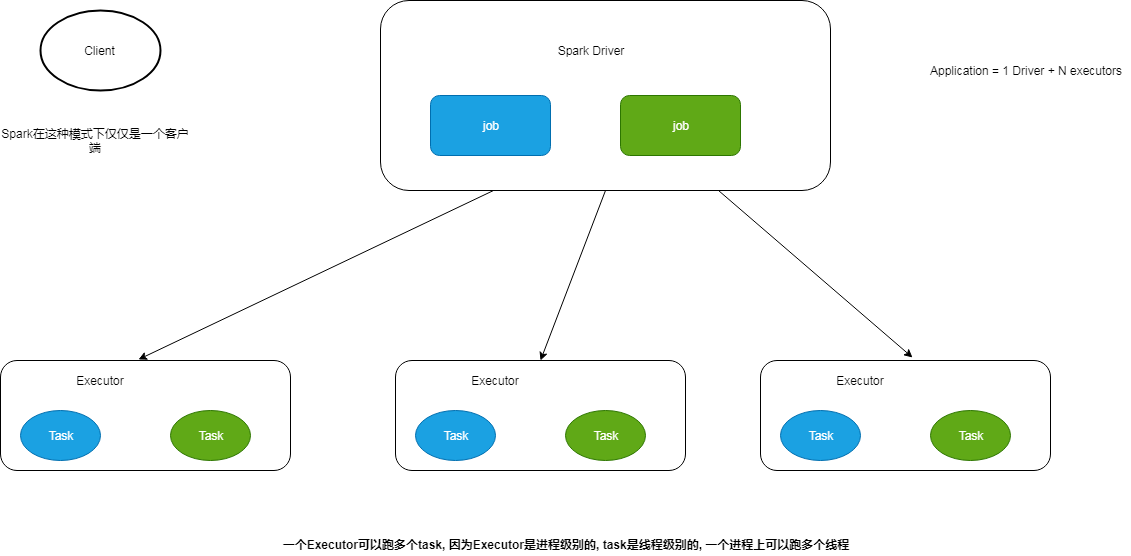 Client
Spark Driver
Application = 1 Driver + N executors
job
job
Spark在这种模式下仅仅是一个客户
端
Executor
Executor
Executor
Task
Task
Task
Task
Task
Task
一个Executor可以跑多个task, 因为Executor是进程级别的, task是线程级别的, 一个进程上可以跑多个线程